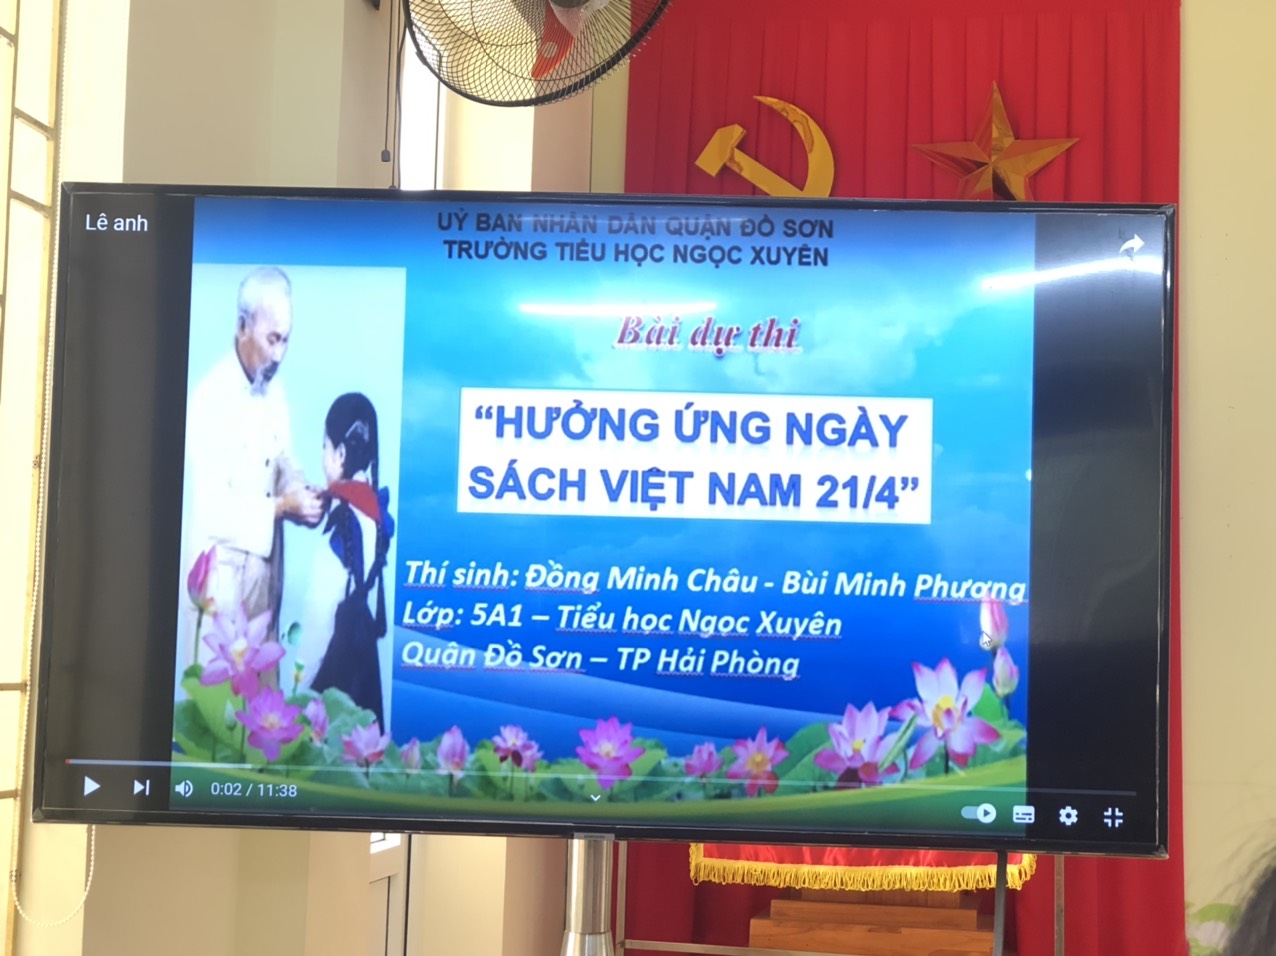 Lê anh
UỶ BAN NHÂN DÂN QUẬN ĐỒ SƠN
TRƯỜNG TIỂU HỌC NGỌC XUYÊN
Bài dự thi
“HƯỞNG ỨNG NGÀY
SÁCH VIỆT NAM 21/4”
Thí sinh: Đồng Minh Châu - Bùi Minh Phương
Lớp: 5A1 – Tiểu học Ngọc Xuyên
Quận Đồ Sơn – TP Hải Phòng
0:02 / 11:38